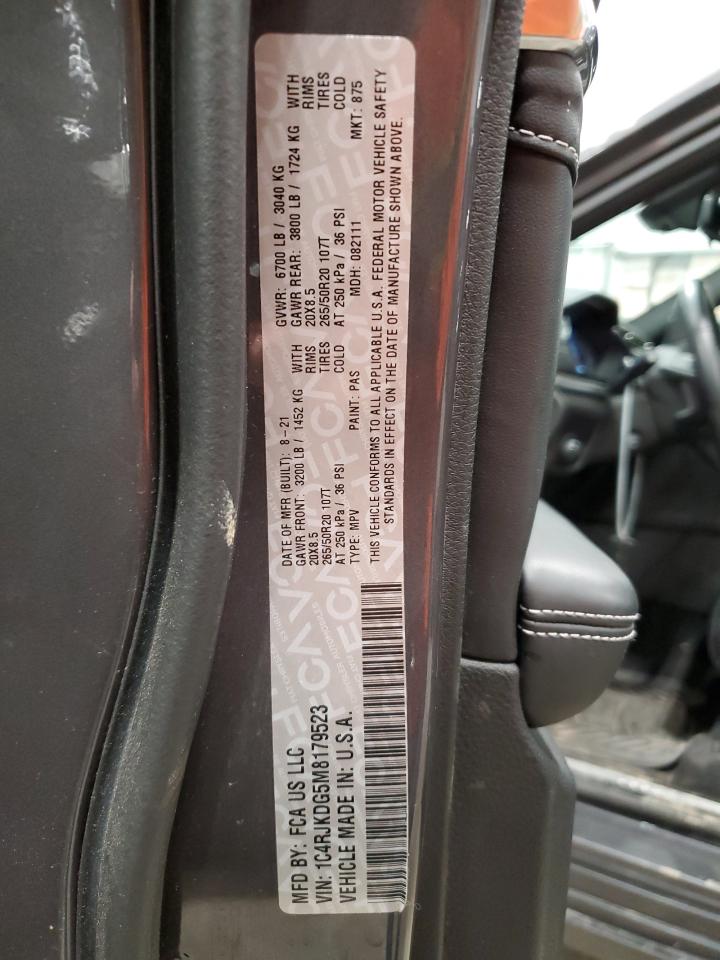 MFD BY: FCA US LLC
VIN: 1C4RJKDG5M8179523
VEHICLE MADE IN: U.S.A.
DATE OF MFR (BUILT): 8-21 GVWR: 6700 LB / 3040 KG
GAWR FRONT: 3200 LB / 1452 KG WITH GAWR REAR: 3800 LB / 1724 KG WITH
20X8.5 RIMS 20X8.5 RIMS
265/50R20 107T TIRES 265/50R20 107T TIRES
AT 250 kPa / 36 PSI COLD AT 250 kPa / 36 PSI COLD
TYPE: MPV PAINT: PAS MDH: 082111 MKT: 875
THIS VEHICLE CONFORMS TO ALL APPLICABLE U.S.A. FEDERAL MOTOR VEHICLE SAFETY
STANDARDS IN EFFECT ON THE DATE OF MANUFACTURE SHOWN ABOVE.